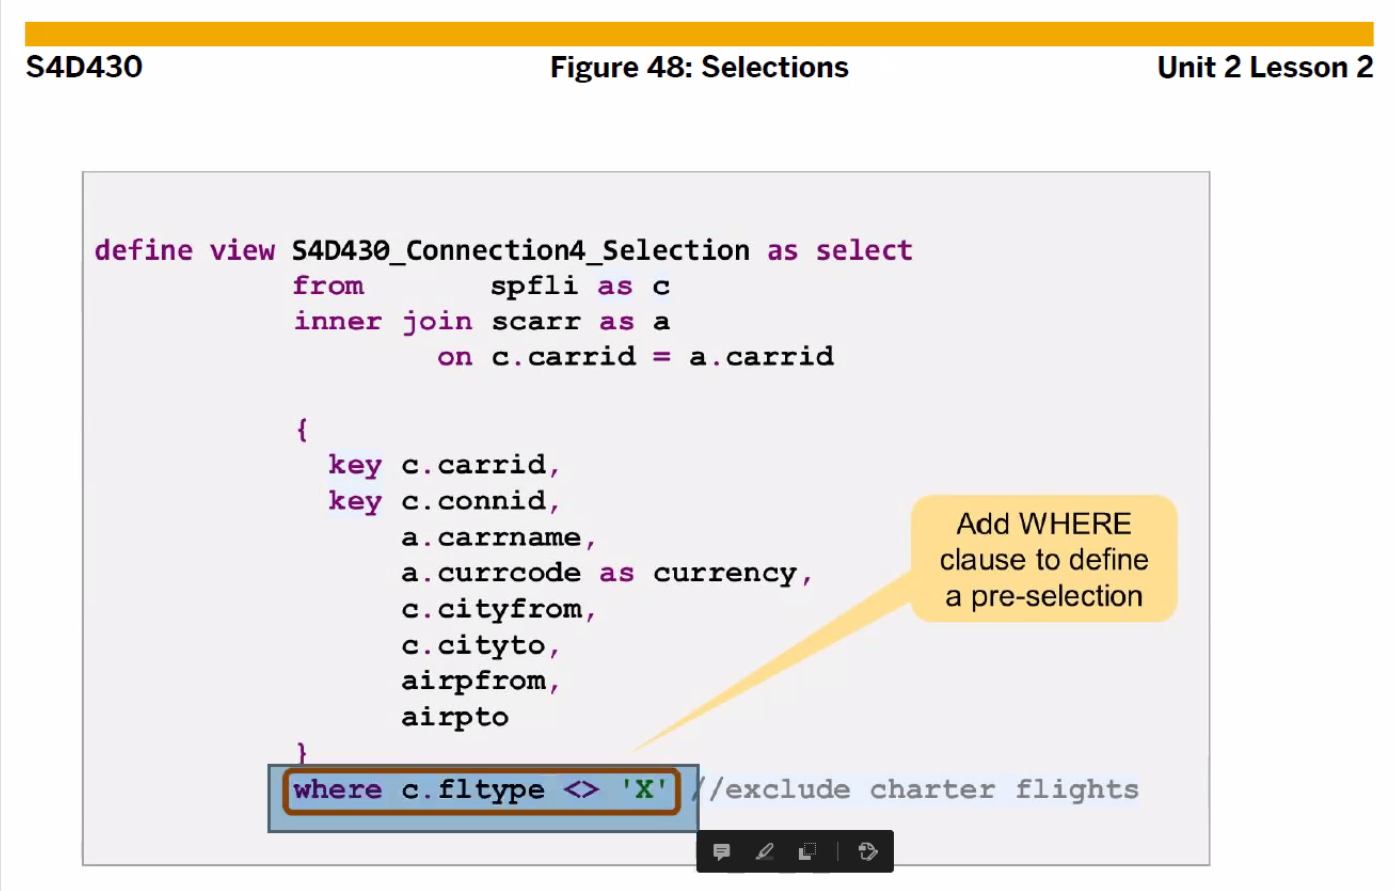 S4D430 Figure 48: Selections Unit 2 Lesson 2
define view S4D430_Connection4_Selection as select
from spfli as c
inner join scarr as a
on c.carrid = a.carrid
{
key c.carrid,
key c.connid,
a.carrname,
a.currcode as currency,
c.cityfrom,
c.cityto,
airpfrom,
airpto
}
where c.fltype <> 'X' //exclude charter flights
Add WHERE
clause to define
a pre-selection